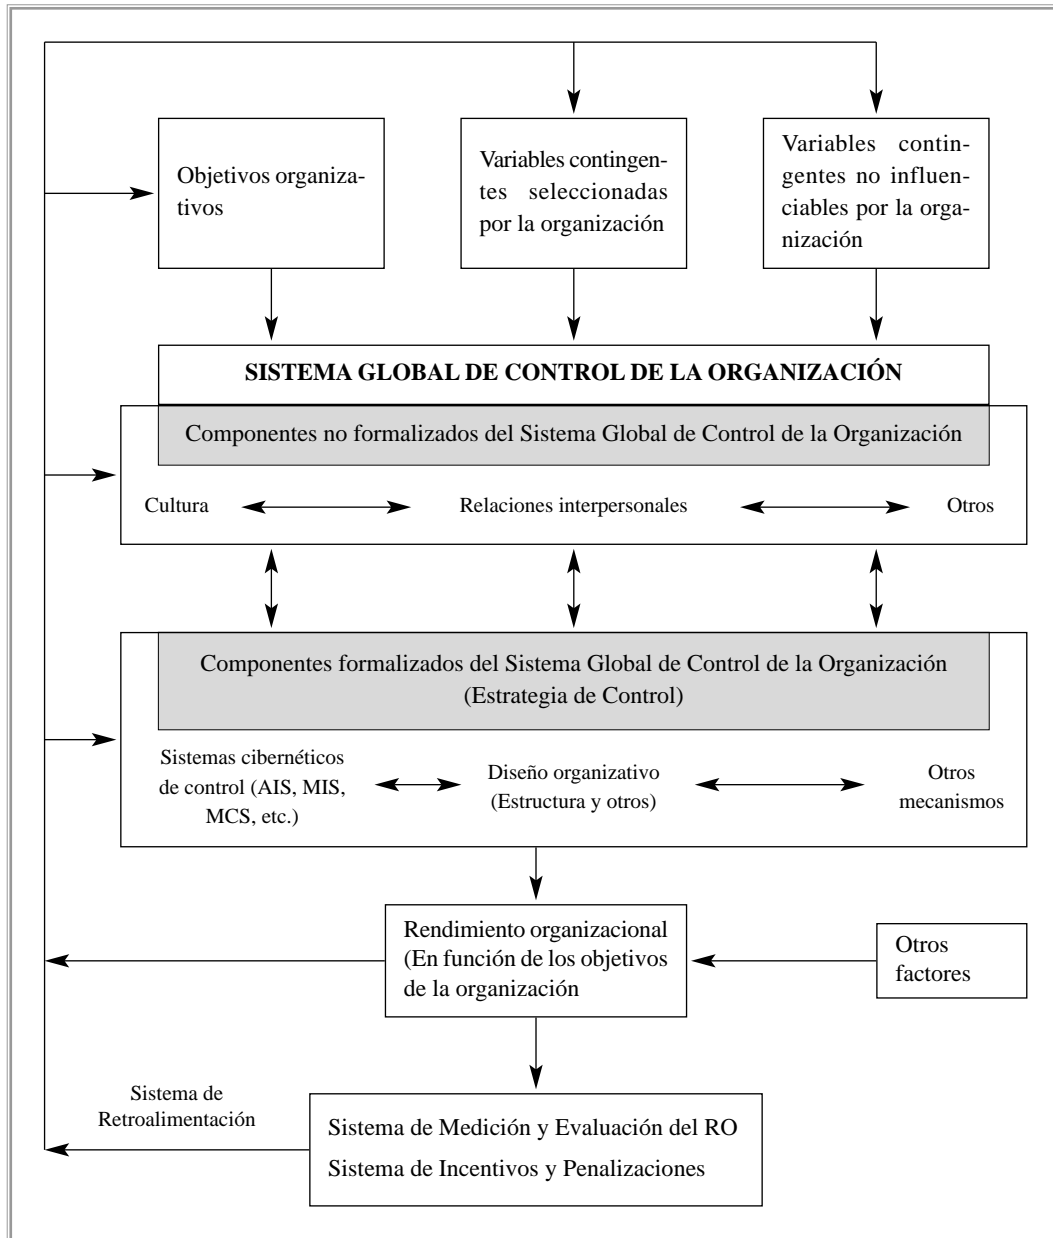 Objetivos organiza-
tivos
Variables contingen-
tes seleccionadas
por la organización
Variables contin-
gentes no influen-
ciables por la orga-
nización
SISTEMA GLOBAL DE CONTROL DE LA ORGANIZACIÓN
Componentes no formalizados del Sistema Global de Control de la Organización
Cultura
Relaciones interpersonales
Otros
Componentes formalizados del Sistema Global de Control de la Organización
(Estrategia de Control)
Sistemas cibernéticos
de control (AIS, MIS,
MCS, etc.)
Diseño organizativo
(Estructura y otros)
Otros
mecanismos
Rendimiento organizacional
(En función de los objetivos
de la organización
Otros
factores
Sistema de
Retroalimentación
Sistema de Medición y Evaluación del RO
Sistema de Incentivos y Penalizaciones